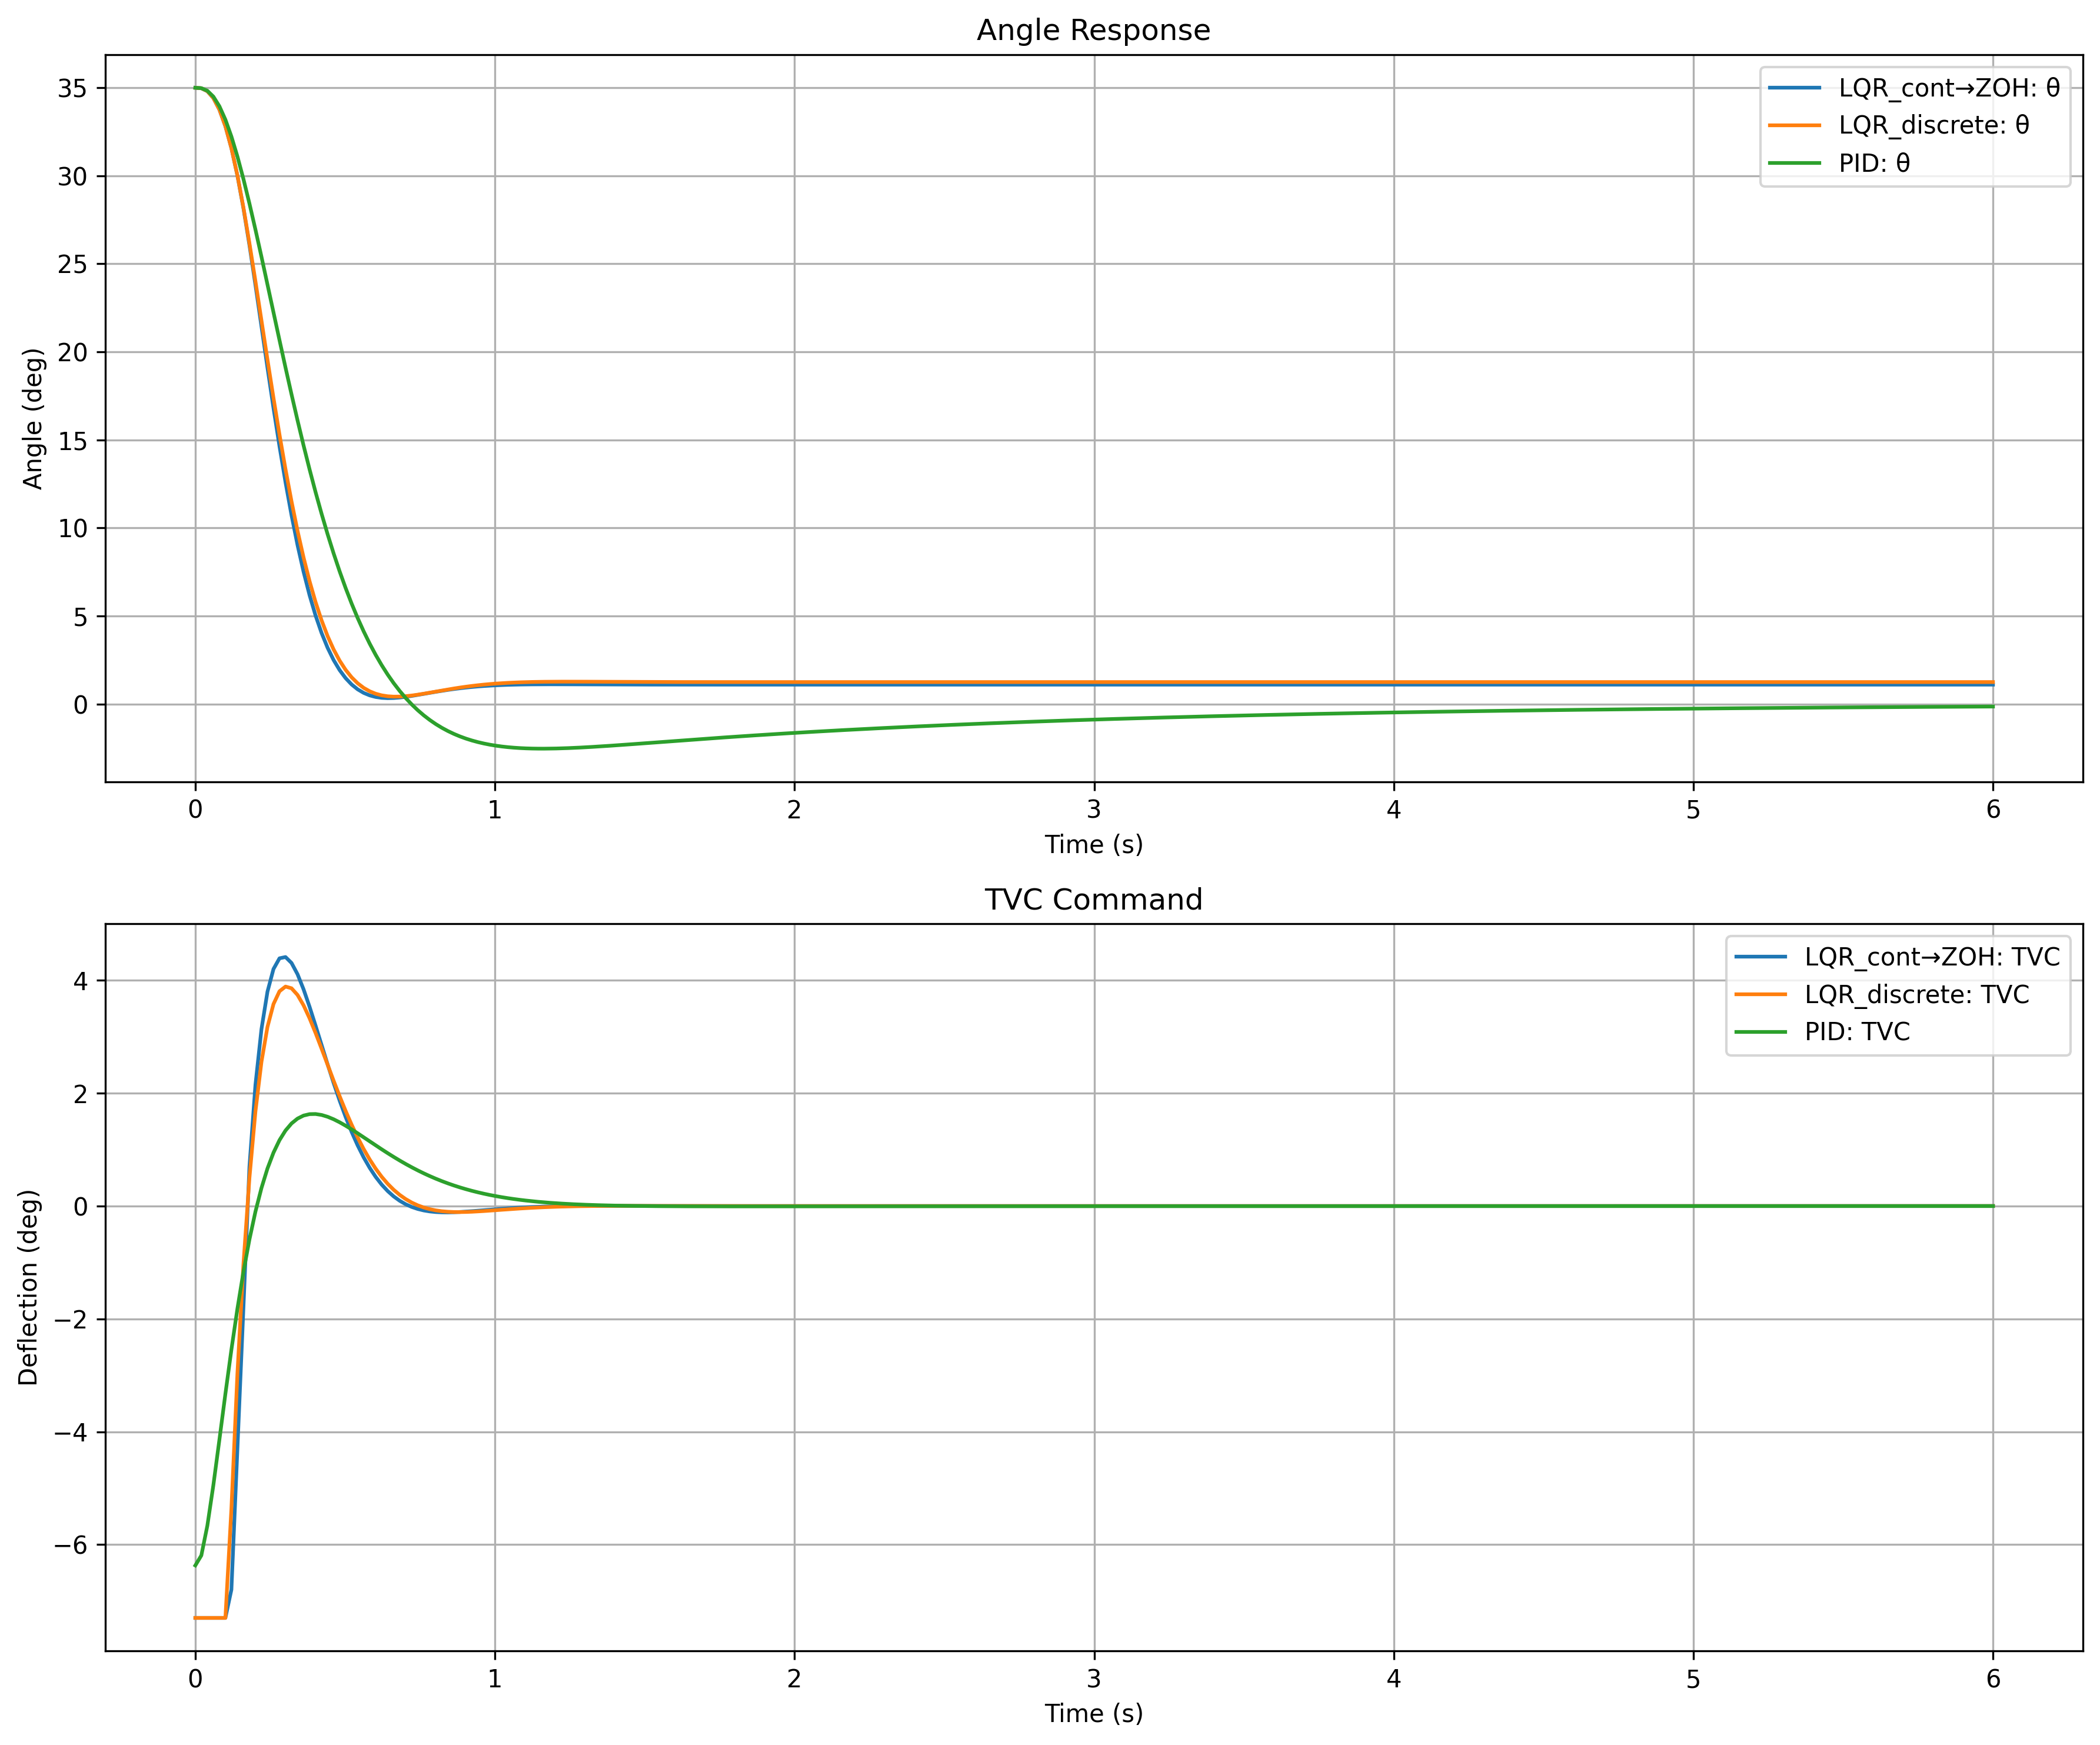 Angle Response
35
30
25
20
15
10
5
0
Angle (deg)
LQR_cont→ZOH: θ
LQR_discrete: θ
PID: θ
0 1 2 3 4 5 6
Time (s)
TVC Command
4
2
0
−2
−4
−6
Deflection (deg)
LQR_cont→ZOH: TVC
LQR_discrete: TVC
PID: TVC
0 1 2 3 4 5 6
Time (s)